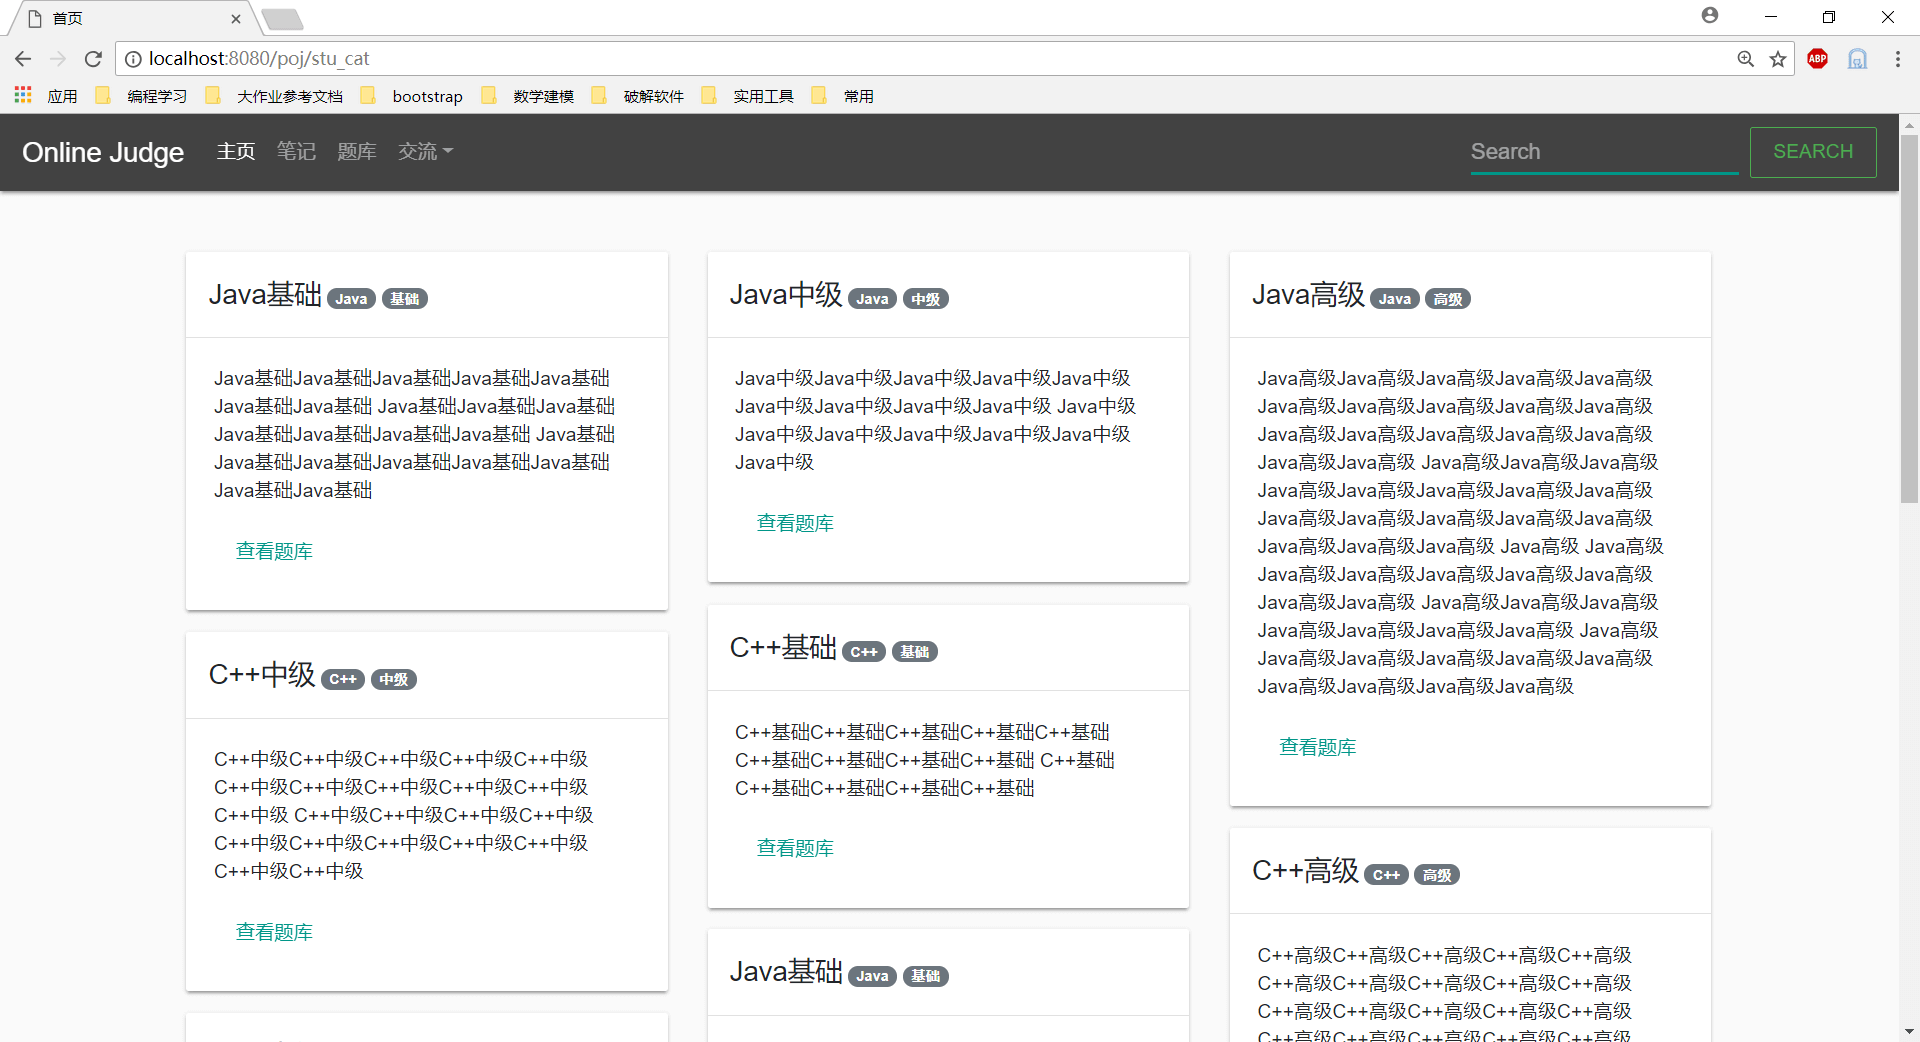 首页
localhost:8080/poj/stu_cat
ABP
应用 编程学习 大作业参考文档 bootstrap 数学建模 破解软件 实用工具 常用
Online Judge 主页 笔记 题库 交流 Search SEARCH
Java基础 Java 基础
Java基础Java基础Java基础Java基础Java基础
Java基础Java基础 Java基础Java基础Java基础
Java基础Java基础Java基础Java基础 Java基础
Java基础Java基础Java基础Java基础Java基础
Java基础Java基础
查看题库
C++中级 C++ 中级
C++中级C++中级C++中级C++中级C++中级
C++中级C++中级C++中级C++中级C++中级
C++中级 C++中级C++中级C++中级C++中级
C++中级C++中级C++中级C++中级C++中级
C++中级C++中级
查看题库
Java中级 Java 中级
Java中级Java中级Java中级Java中级Java中级
Java中级Java中级Java中级Java中级 Java中级
Java中级Java中级Java中级Java中级Java中级
Java中级
查看题库
C++基础 C++ 基础
C++基础C++基础C++基础C++基础C++基础
C++基础C++基础C++基础C++基础 C++基础
C++基础C++基础C++基础C++基础
查看题库
Java基础 Java 基础
Java高级 Java 高级
Java高级Java高级Java高级Java高级Java高级
Java高级Java高级Java高级Java高级Java高级
Java高级Java高级Java高级Java高级Java高级
Java高级Java高级 Java高级Java高级Java高级
Java高级Java高级Java高级Java高级Java高级
Java高级Java高级Java高级Java高级Java高级
Java高级Java高级Java高级 Java高级 Java高级
Java高级Java高级Java高级Java高级Java高级
Java高级Java高级 Java高级Java高级Java高级
Java高级Java高级Java高级Java高级 Java高级
Java高级Java高级Java高级Java高级Java高级
Java高级Java高级Java高级Java高级
查看题库
C++高级 C++ 高级
C++高级C++高级C++高级C++高级C++高级
C++高级C++高级C++高级C++高级C++高级
C++高级C++高级C++高级C++高级C++高级
C++高级C++高级C++高级C++高级C++高级